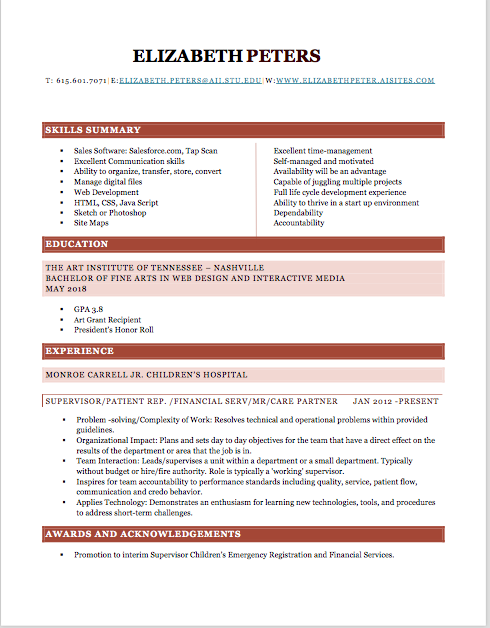 ELIZABETH PETERS
T: 615.601.7071|E:ELIZABETH.PETERS@AII.STU.EDU|W:WWW.ELIZABETHPETER.AISITES.COM
SKILLS SUMMARY
Sales Software: Salesforce.com, Tap Scan
Excellent Communication skills
Ability to organize, transfer, store, convert
Manage digital files
Web Development
HTML, CSS, Java Script
Sketch or Photoshop
Site Maps
Excellent time-management
Self-managed and motivated
Availability will be an advantage
Capable of juggling multiple projects
Full life cycle development experience
Ability to thrive in a start up environment
Dependability
Accountability
EDUCATION
THE ART INSTITUTE OF TENNESSEE – NASHVILLE
BACHELOR OF FINE ARTS IN WEB DESIGN AND INTERACTIVE MEDIA
MAY 2018
GPA 3.8
Art Grant Recipient
President's Honor Roll
EXPERIENCE
MONROE CARRELL JR. CHILDREN'S HOSPITAL
SUPERVISOR/PATIENT REP. /FINANCIAL SERV/MR/CARE PARTNER JAN 2012 -PRESENT
Problem -solving/Complexity of Work: Resolves technical and operational problems within provided
guidelines.
Organizational Impact: Plans and sets day to day objectives for the team that have a direct effect on the
results of the department or area that the job is in.
Team Interaction: Leads/supervises a unit within a department or a small department. Typically
without budget or hire/fire authority. Role is typically a 'working' supervisor.
Inspires for team accountability to performance standards including quality, service, patient flow,
communication and credo behavior.
Applies Technology: Demonstrates an enthusiasm for learning new technologies, tools, and procedures
to address short-term challenges.
AWARDS AND ACKNOWLEDGEMENTS
Promotion to interim Supervisor Children's Emergency Registration and Financial Services.